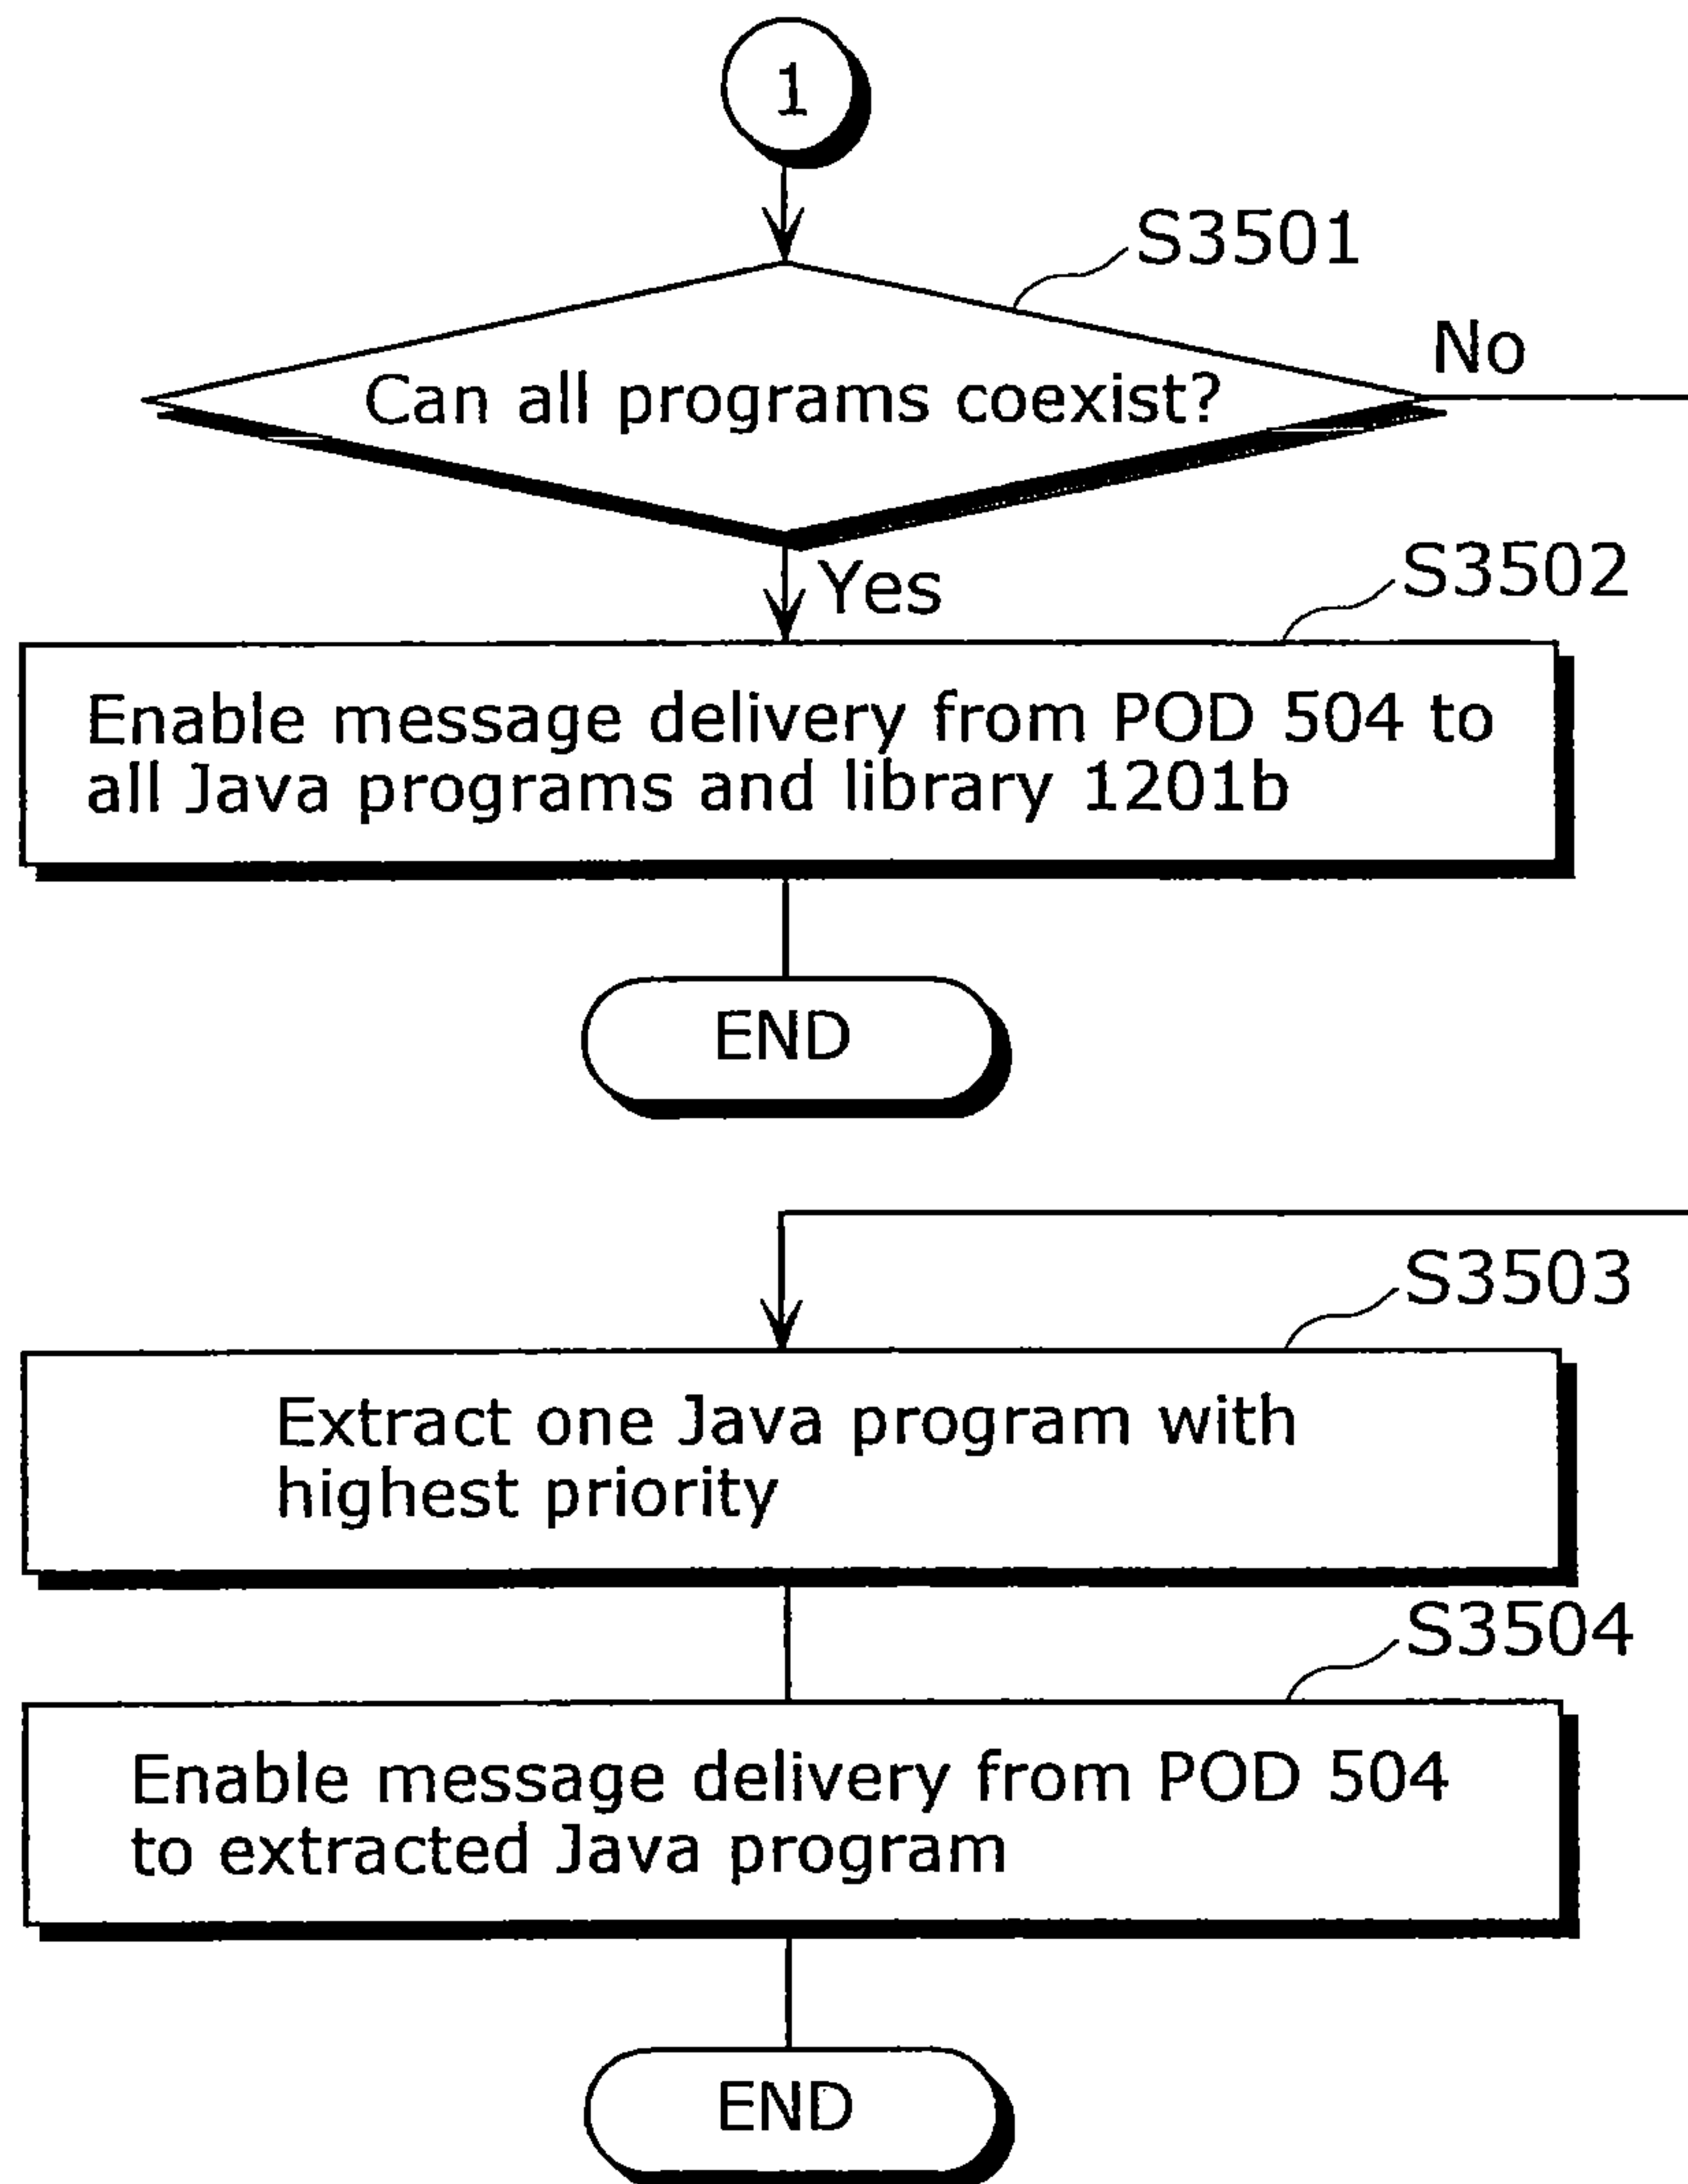 1
S3501
No
Can all programs coexist?
Yes
S3502
Enable message delivery from POD 504 to
all Java programs and library 1201b
END
S3503
Extract one Java program with
highest priority
S3504
Enable message delivery from POD 504
to extracted Java program
END